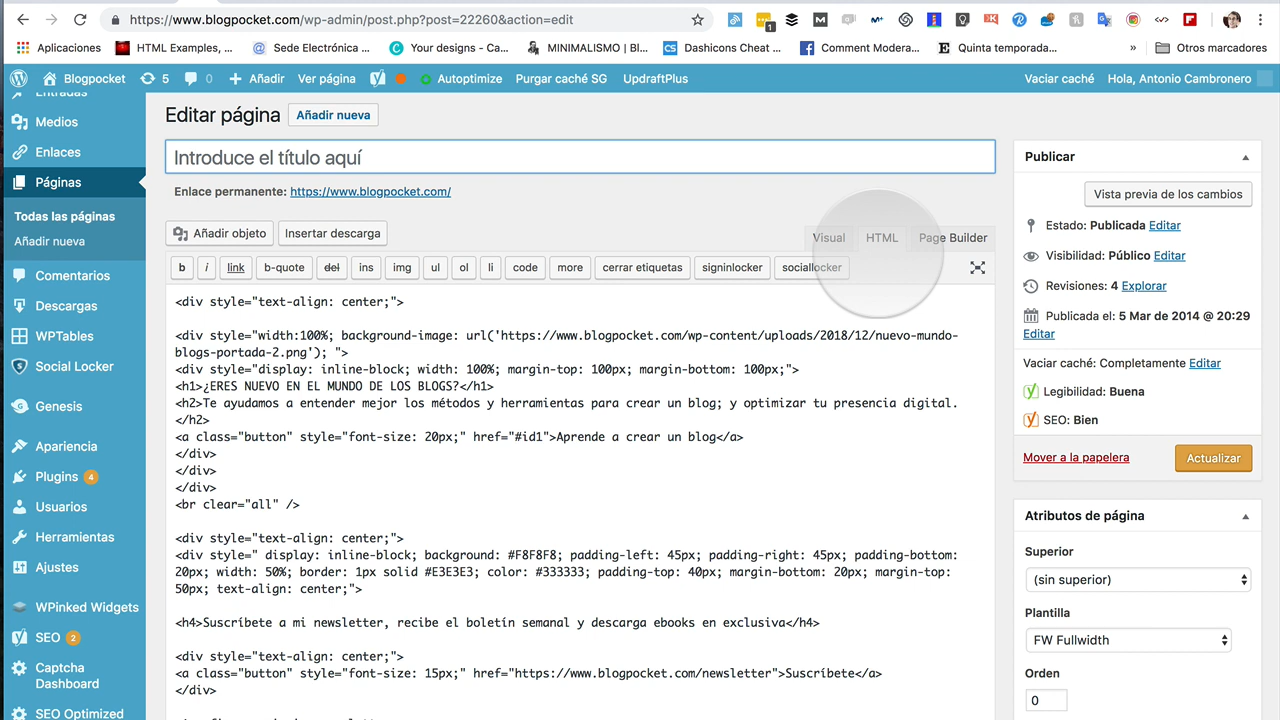 https://www.blogpocket.com/wp-admin/post.php?post=22260&action=edit
1
Aplicaciones
HTML Examples, ...
Sede Electrónica ...
Your designs - Ca...
MINIMALISMO | Bl...
Dashicons Cheat ...
Comment Modera...
Quinta temporada...
»
Otros marcadores
Blogpocket
5
0
Añadir
Ver página
Autoptimize
Purgar caché SG
UpdraftPlus
Vaciar caché
Hola, Antonio Cambronero
Entradas
Medios
Enlaces
Páginas
Todas las páginas
Añadir nueva
Comentarios
Descargas
WPTables
Social Locker
Genesis
Apariencia
Plugins 4
Usuarios
Herramientas
Ajustes
WPinked Widgets
SEO 2
Captcha
Dashboard
SEO Optimized
Editar página
Añadir nueva
Introduce el título aquí
Enlace permanente: https://www.blogpocket.com/
Añadir objeto
Insertar descarga
Visual
HTML
Page Builder
b
i
link
b-quote
del
ins
img
ul
ol
li
code
more
cerrar etiquetas
signinlocker
sociallocker
<div style="text-align: center;">
<div style="width:100%; background-image: url('https://www.blogpocket.com/wp-content/uploads/2018/12/nuevo-mundo-
blogs-portada-2.png'); ">
<div style="display: inline-block; width: 100%; margin-top: 100px; margin-bottom: 100px;">
<h1>¿ERES NUEVO EN EL MUNDO DE LOS BLOGS?</h1>
<h2>Te ayudamos a entender mejor los métodos y herramientas para crear un blog; y optimizar tu presencia digital.
</h2>
<a class="button" style="font-size: 20px;" href="#id1">Aprende a crear un blog</a>
</div>
</div>
</div>
<br clear="all" />
<div style="text-align: center;">
<div style=" display: inline-block; background: #F8F8F8; padding-left: 45px; padding-right: 45px; padding-bottom:
20px; width: 50%; border: 1px solid #E3E3E3; color: #333333; padding-top: 40px; margin-bottom: 20px; margin-top:
50px; text-align: center;">
<h4>Suscríbete a mi newsletter, recibe el boletín semanal y descarga ebooks en exclusiva</h4>
<div style="text-align: center;">
<a class="button" style="font-size: 15px;" href="https://www.blogpocket.com/newsletter">Suscríbete</a>
</div>
Publicar
Vista previa de los cambios
Estado: Publicada Editar
Visibilidad: Público Editar
Revisiones: 4 Explorar
Publicada el: 5 Mar de 2014 @ 20:29
Editar
Vaciar caché: Completamente Editar
Legibilidad: Buena
SEO: Bien
Mover a la papelera
Actualizar
Atributos de página
Superior
(sin superior)
Plantilla
FW Fullwidth
Orden
0